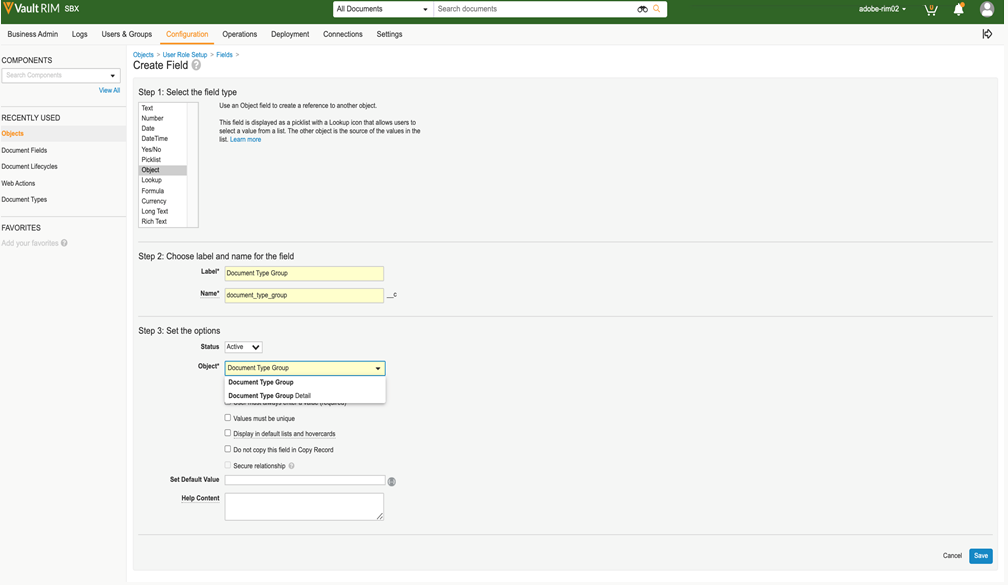 Vault RIM SBX
All Documents
Search documents
adobe-rim02
Business Admin Logs Users & Groups Configuration Operations Deployment Connections Settings
COMPONENTS
Search Components
View All
RECENTLY USED
Objects
Document Fields
Document Lifecycles
Web Actions
Document Types
FAVORITES
Add your favorites ?
Objects > User Role Setup > Fields >
Create Field ?
Step 1: Select the field type
Text
Number
Date
DateTime
Yes/No
Picklist
Object
Lookup
Formula
Currency
Long Text
Rich Text
Use an Object field to create a reference to another object.
This field is displayed as a picklist with a Lookup icon that allows users to
select a value from a list. The other object is the source of the values in the
list. Learn more
Step 2: Choose label and name for the field
Label* Document Type Group
Name* document_type_group __c
Step 3: Set the options
Status Active
Object* Document Type Group
Document Type Group
Document Type Group Detail
User must always enter a value (required)
Values must be unique
Display in default lists and hovercards
Do not copy this field in Copy Record
Secure relationship ?
Set Default Value
Help Content
Cancel Save